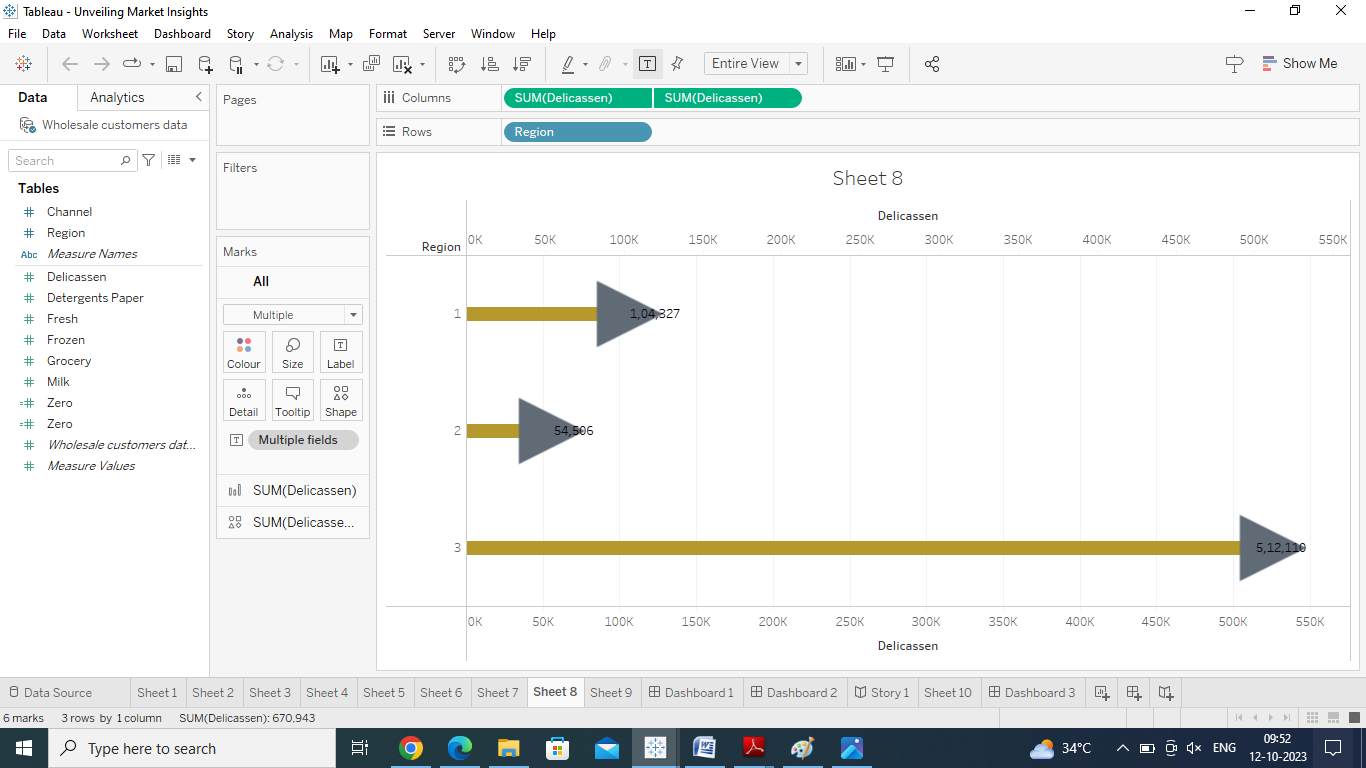 Tableau - Unveiling Market Insights
File Data Worksheet Dashboard Story Analysis Map Format Server Window Help
Entire View
Show Me
Data Analytics
Wholesale customers data
Search
Tables
Channel
Region
Abc Measure Names
Delicassen
Detergents Paper
Fresh
Frozen
Grocery
Milk
Zero
Zero
Wholesale customers dat...
Measure Values
Pages
Filters
Marks
All
Multiple
Colour Size Label
Detail Tooltip Shape
Multiple fields
SUM(Delicassen)
SUM(Delicasse...
Columns SUM(Delicassen) SUM(Delicassen)
Rows Region
Sheet 8
Delicassen
Region 0K 50K 100K 150K 200K 250K 300K 350K 400K 450K 500K 550K
1 1,04,327
2 54,506
3 5,12,110
0K 50K 100K 150K 200K 250K 300K 350K 400K 450K 500K 550K
Delicassen
Data Source Sheet 1 Sheet 2 Sheet 3 Sheet 4 Sheet 5 Sheet 6 Sheet 7 Sheet 8 Sheet 9 Dashboard 1 Dashboard 2 Story 1 Sheet 10 Dashboard 3
6 marks 3 rows by 1 column SUM(Delicassen): 670,943
Type here to search
34°C
ENG
09:52
12-10-2023